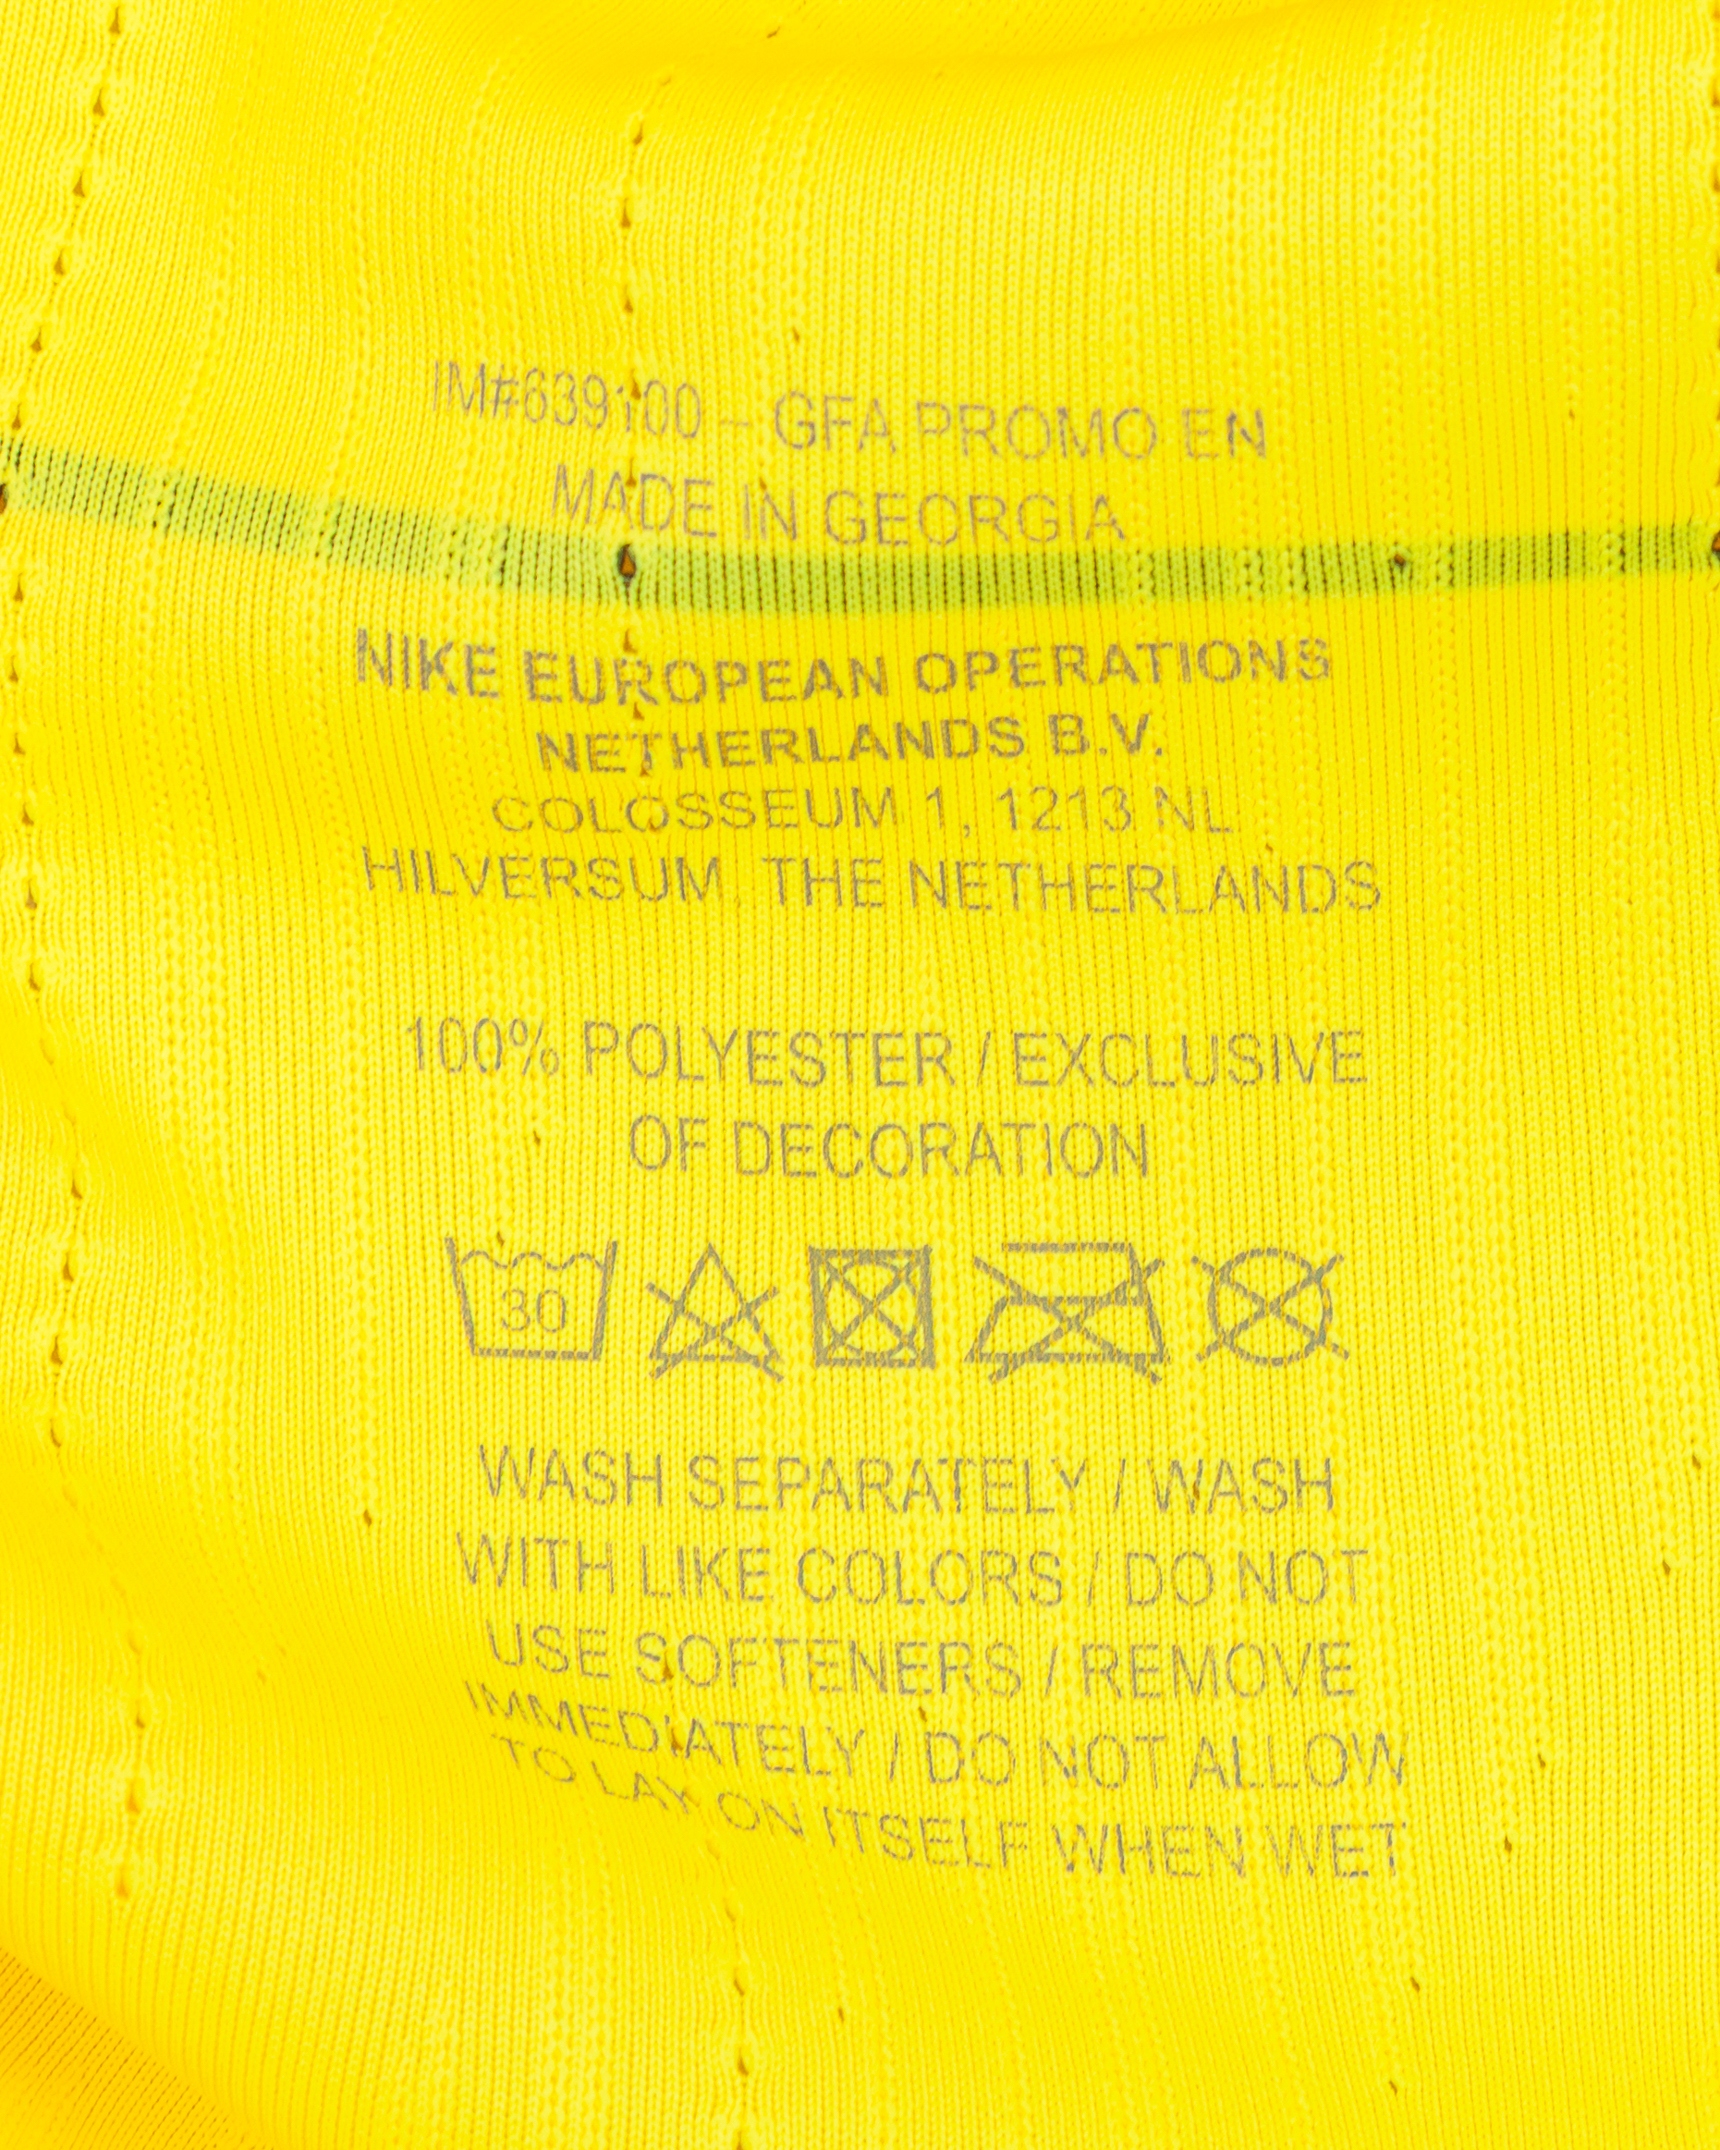 IM#639100 – GFA PROMO EN
MADE IN GEORGIA
NIKE EUROPEAN OPERATIONS
NETHERLANDS B.V.
COLOSSEUM 1, 1213 NL
HILVERSUM, THE NETHERLANDS
100% POLYESTER / EXCLUSIVE
OF DECORATION
30
WASH SEPARATELY / WASH
WITH LIKE COLORS / DO NOT
USE SOFTENERS / REMOVE
IMMEDIATELY / DO NOT ALLOW
TO LAY ON ITSELF WHEN WET